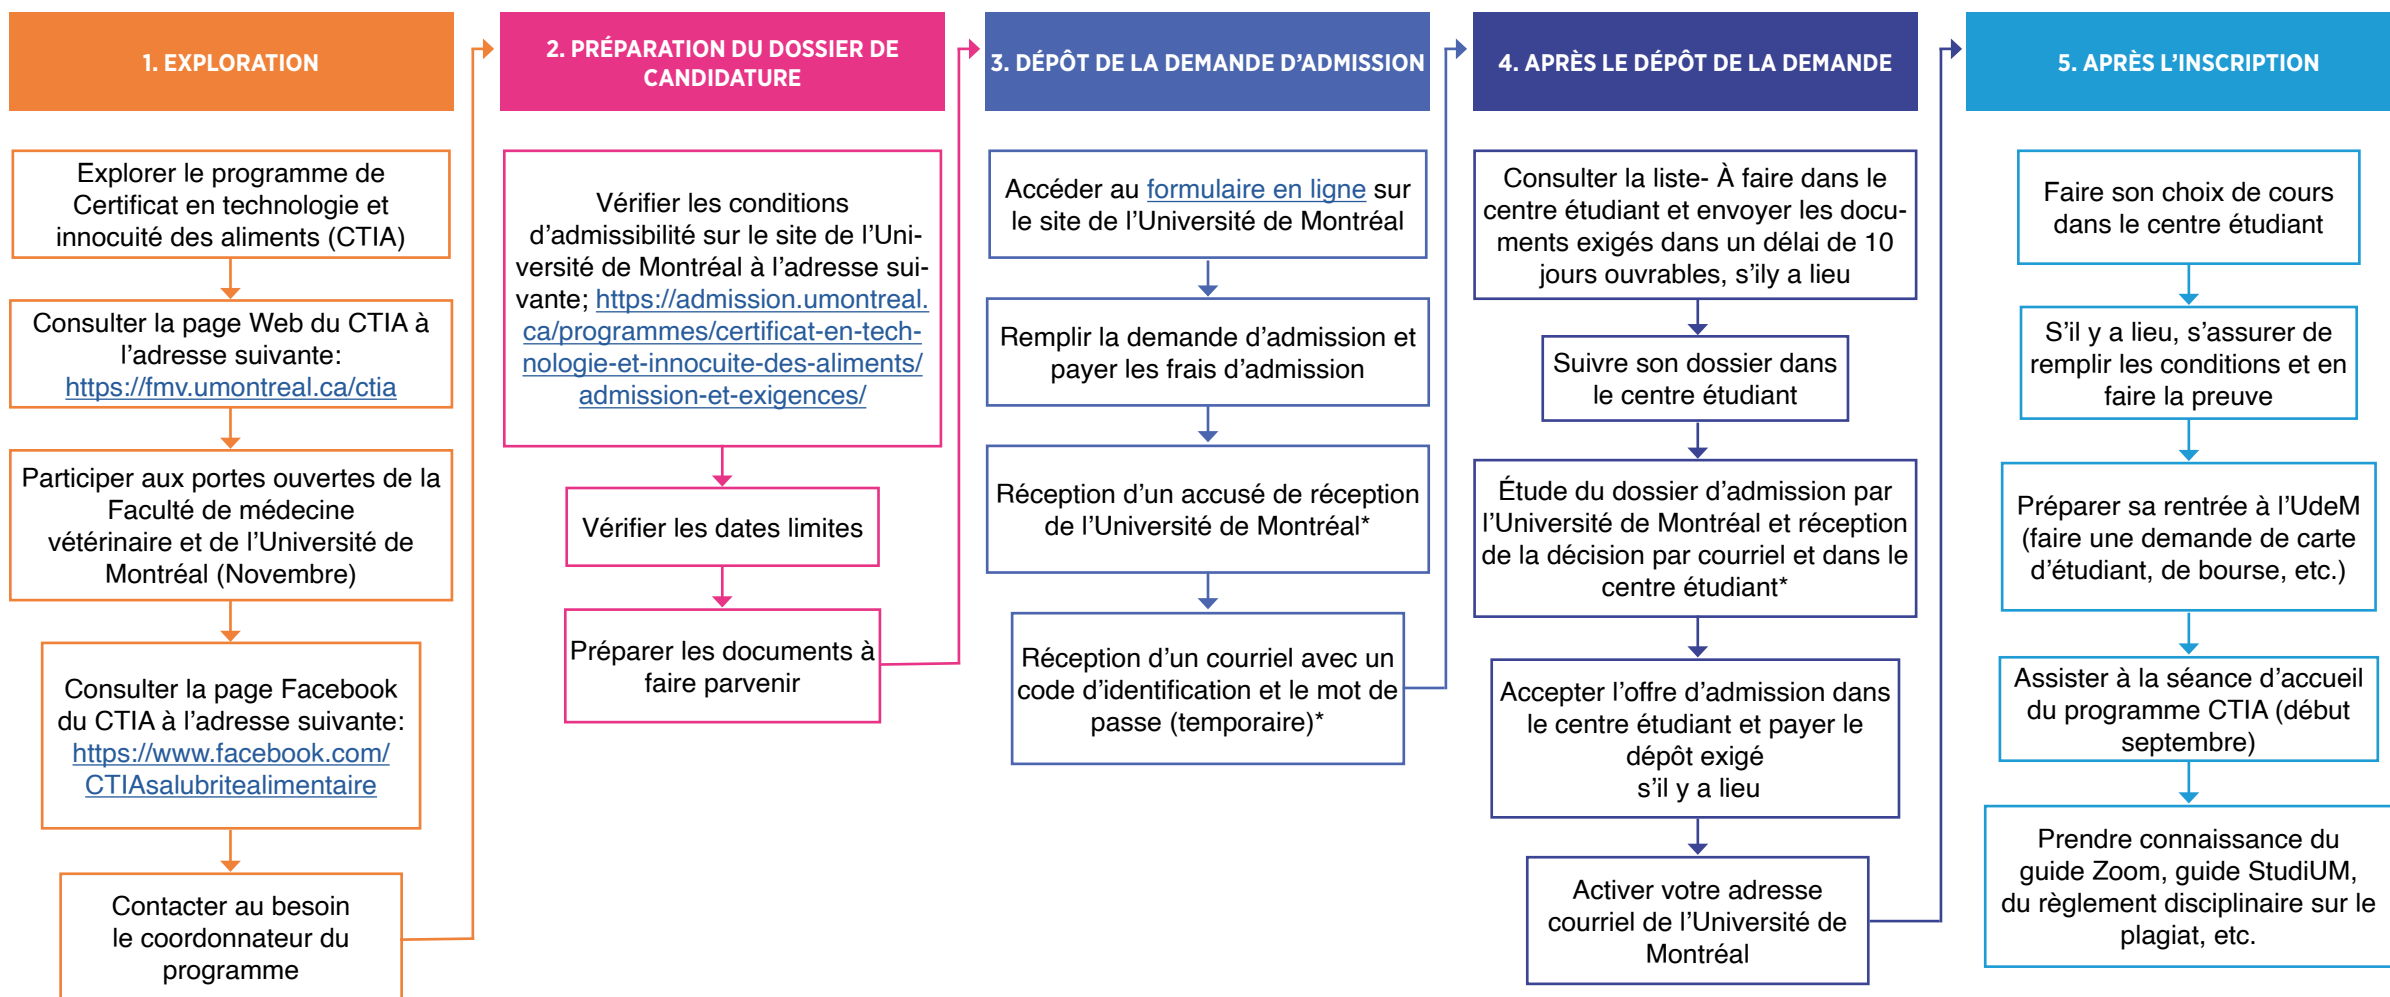 1. EXPLORATION
Explorer le programme de
Certificat en technologie et
innocuité des aliments (CTIA)
Consulter la page Web du CTIA à
l’adresse suivante:
https://fmv.umontreal.ca/ctia
Participer aux portes ouvertes de la
Faculté de médecine
vétérinaire et de l’Université de
Montréal (Novembre)
Consulter la page Facebook
du CTIA à l’adresse suivante:
https://www.facebook.com/
CTIAsalubritealimentaire
Contacter au besoin
le coordonnateur du
programme
2. PRÉPARATION DU DOSSIER DE
CANDIDATURE
Vérifier les conditions
d’admissibilité sur le site de l’Uni-
versité de Montréal à l’adresse sui-
vante; https://admission.umontreal.
ca/programmes/certificat-en-tech-
nologie-et-innocuite-des-aliments/
admission-et-exigences/
Vérifier les dates limites
Préparer les documents à
faire parvenir
3. DÉPÔT DE LA DEMANDE D’ADMISSION
Accéder au formulaire en ligne sur
le site de l’Université de Montréal
Remplir la demande d’admission et
payer les frais d’admission
Réception d’un accusé de réception
de l’Université de Montréal*
Réception d’un courriel avec un
code d’identification et le mot de
passe (temporaire)*
4. APRÈS LE DÉPÔT DE LA DEMANDE
Consulter la liste- À faire dans le
centre étudiant et envoyer les docu-
ments exigés dans un délai de 10
jours ouvrables, s’ily a lieu
Suivre son dossier dans
le centre étudiant
Étude du dossier d’admission par
l’Université de Montréal et réception
de la décision par courriel et dans le
centre étudiant*
Accepter l’offre d’admission dans
le centre étudiant et payer le
dépôt exigé
s’il y a lieu
Activer votre adresse
courriel de l’Université de
Montréal
5. APRÈS L’INSCRIPTION
Faire son choix de cours
dans le centre étudiant
S’il y a lieu, s’assurer de
remplir les conditions et en
faire la preuve
Préparer sa rentrée à l’UdeM
(faire une demande de carte
d’étudiant, de bourse, etc.)
Assister à la séance d’accueil
du programme CTIA (début
septembre)
Prendre connaissance du
guide Zoom, guide StudiUM,
du règlement disciplinaire sur le
plagiat, etc.